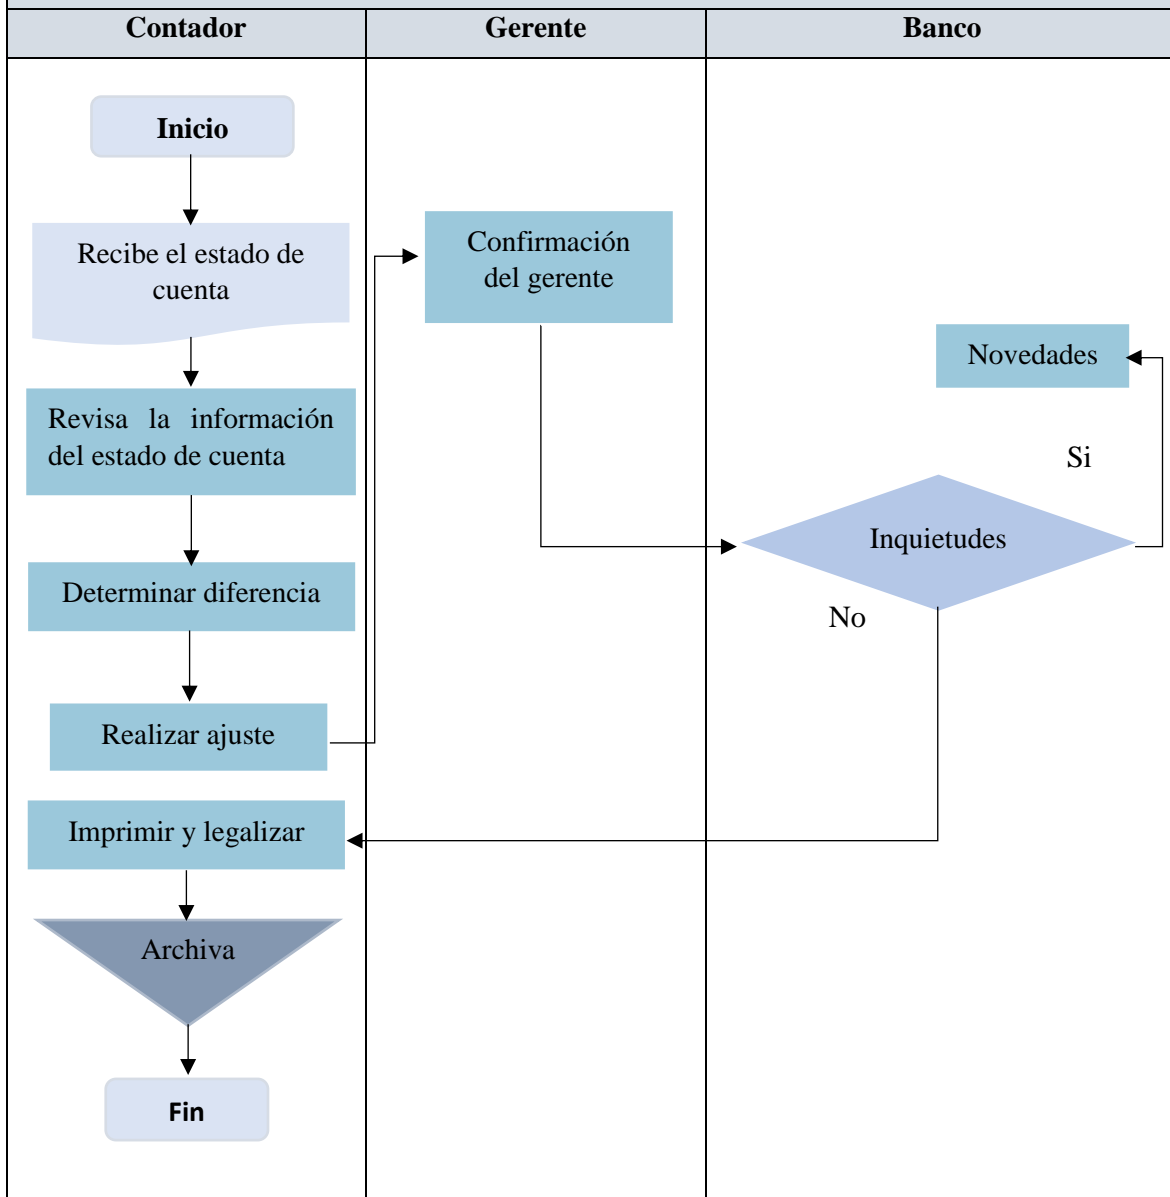 Contador
Gerente
Banco
Inicio
Recibe el estado de
cuenta
Revisa la información
del estado de cuenta
Determinar diferencia
Realizar ajuste
Imprimir y legalizar
Archiva
Fin
Confirmación
del gerente
Novedades
Si
Inquietudes
No